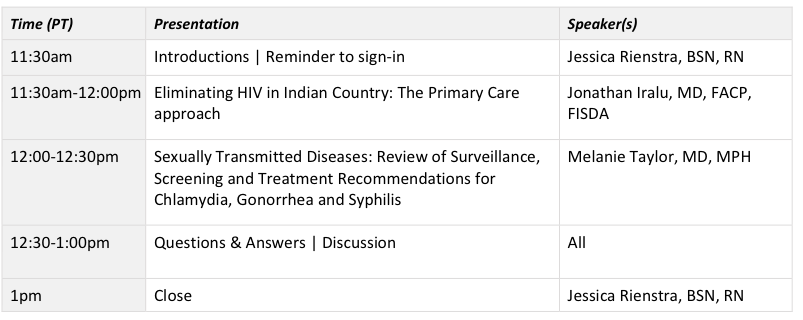 Time (PT) Presentation Speaker(s)
11:30am Introductions | Reminder to sign-in Jessica Rienstra, BSN, RN
11:30am-12:00pm Eliminating HIV in Indian Country: The Primary Care Jonathan Iralu, MD, FACP,
approach FISDA
12:00-12:30pm Sexually Transmitted Diseases: Review of Surveillance, Melanie Taylor, MD, MPH
Screening and Treatment Recommendations for
Chlamydia, Gonorrhea and Syphilis
12:30-1:00pm Questions & Answers | Discussion All
1pm Close Jessica Rienstra, BSN, RN